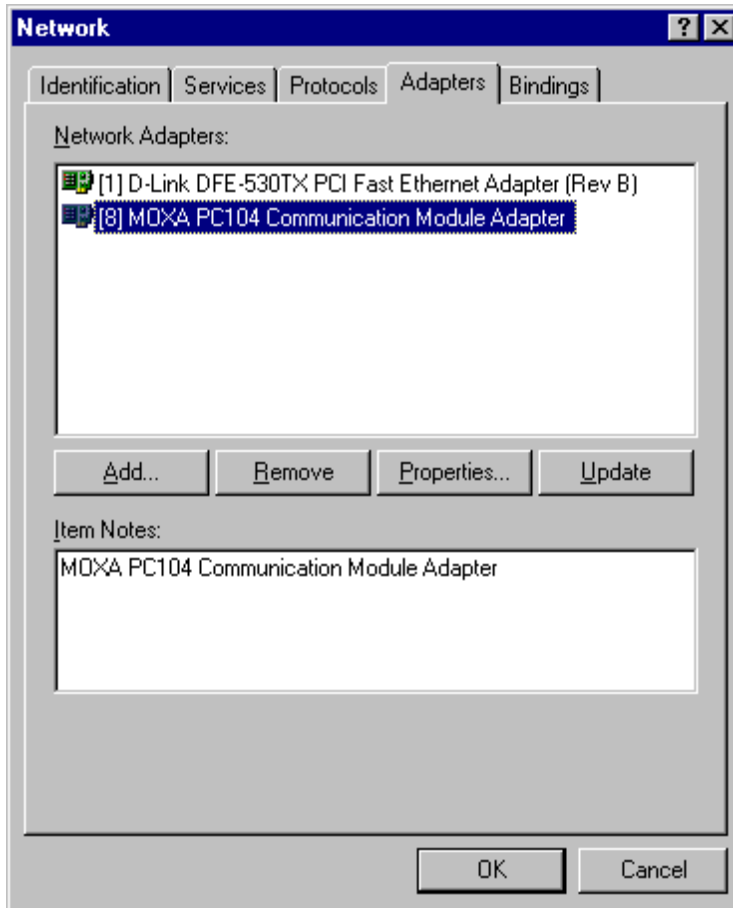 Network
Identification Services Protocols Adapters Bindings
Network Adapters:
[1] D-Link DFE-530TX PCI Fast Ethernet Adapter (Rev B)
[8] MOXA PC104 Communication Module Adapter
Add... Remove Properties... Update
Item Notes:
MOXA PC104 Communication Module Adapter
OK Cancel